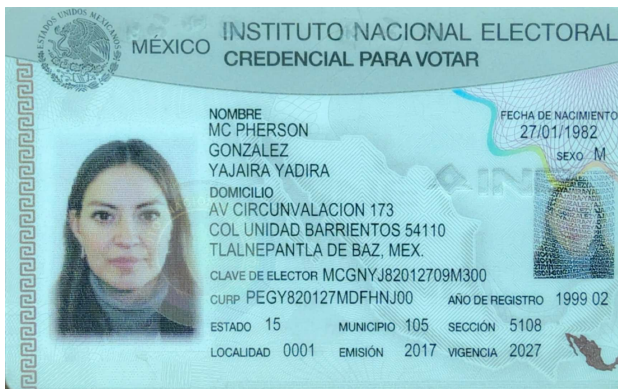 ESTADOS UNIDOS MEXICANOS
MÉXICO
INSTITUTO NACIONAL ELECTORAL
CREDENCIAL PARA VOTAR
NOMBRE
MC PHERSON
GONZALEZ
YAJAIRA YADIRA
FECHA DE NACIMIENTO
27/01/1982
SEXO M
DOMICILIO
AV CIRCUNVALACION 173
COL UNIDAD BARRIENTOS 54110
TLALNEPANTLA DE BAZ, MEX.
CLAVE DE ELECTOR MCGNYJ82012709M300
CURP PEGY820127MDFHNJ00 AÑO DE REGISTRO 1999 02
ESTADO 15 MUNICIPIO 105 SECCIÓN 5108
LOCALIDAD 0001 EMISIÓN 2017 VIGENCIA 2027